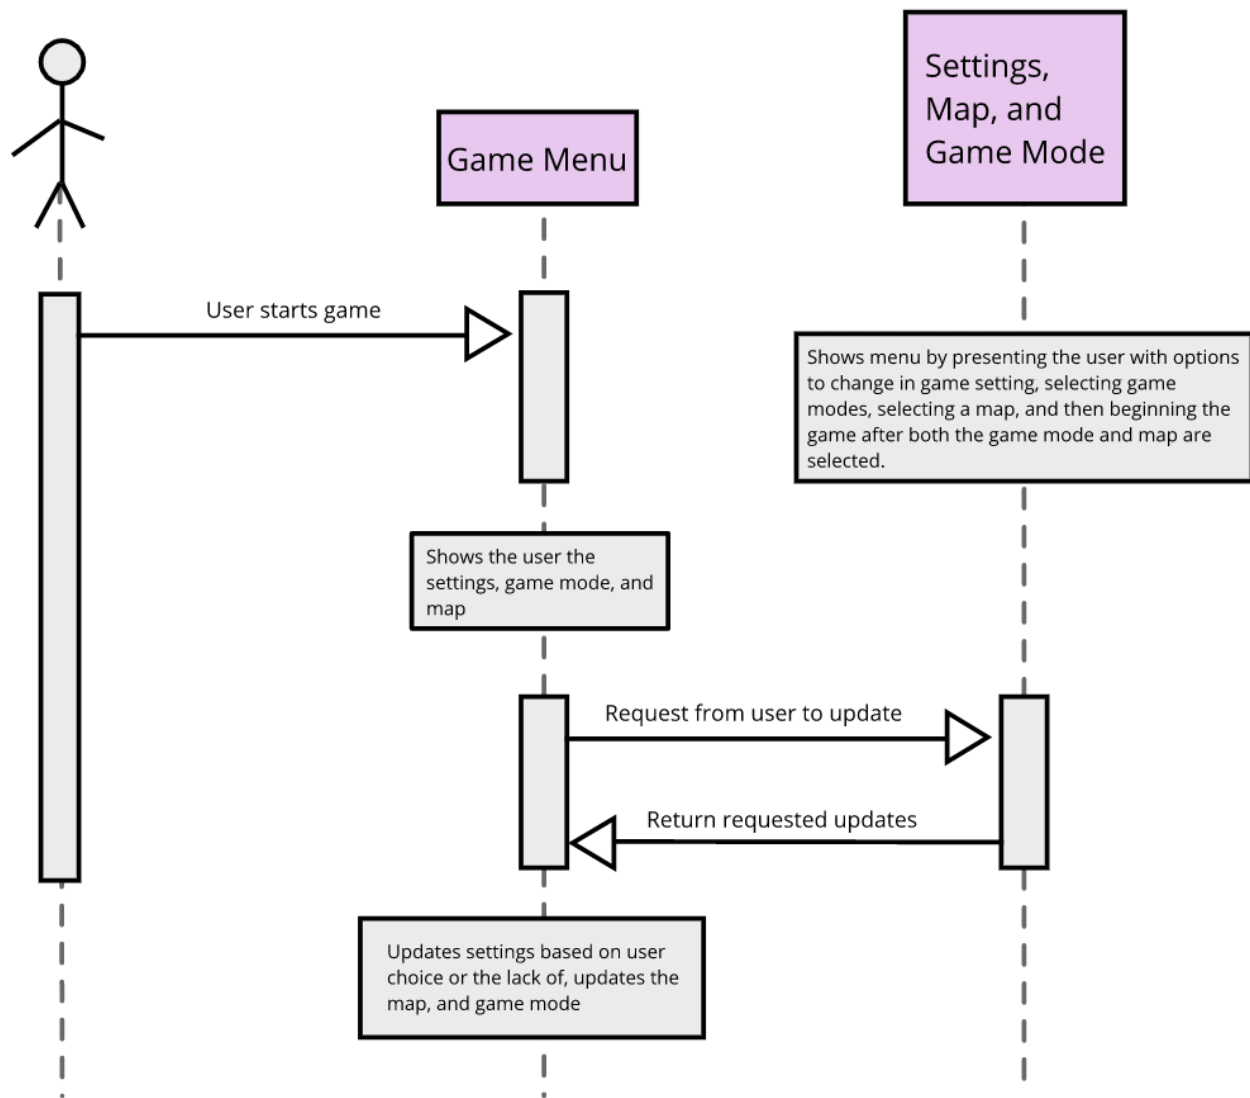 Settings,
Map, and
Game Mode
Game Menu
User starts game
Shows menu by presenting the user with options
to change in game setting, selecting game
modes, selecting a map, and then beginning the
game after both the game mode and map are
selected.
Shows the user the
settings, game mode, and
map
Request from user to update
Return requested updates
Updates settings based on user
choice or the lack of, updates the
map, and game mode